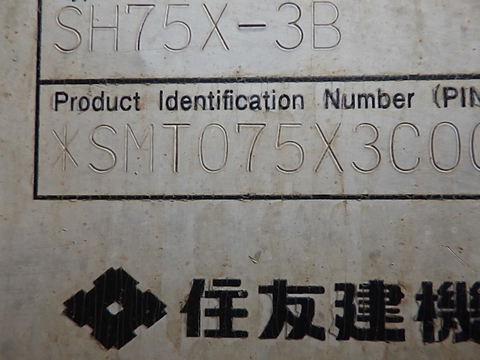 SH75X-3B
Product Identification Number (PIN
*SMT075X3C00
住友建機